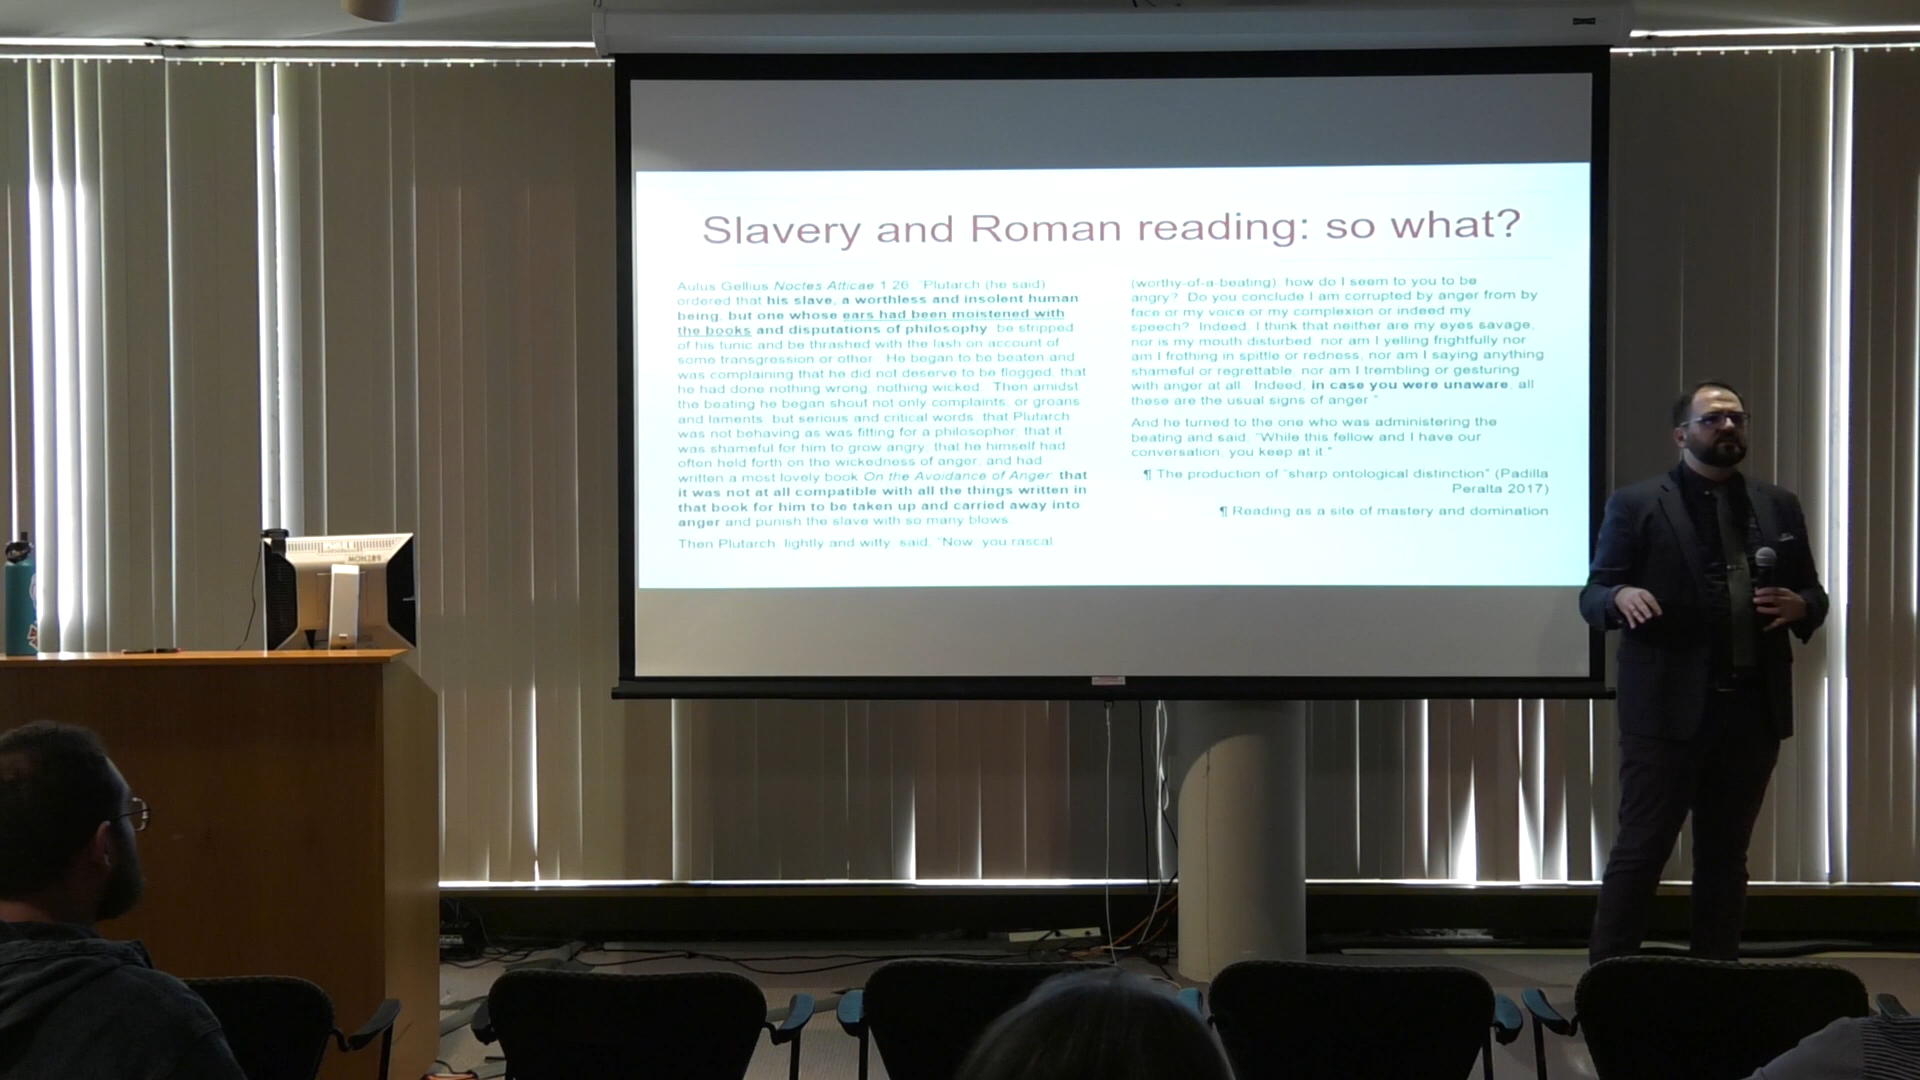 Slavery and Roman reading: so what?
Aulus Gellius Noctes Atticae 1.26 "Plutarch (he said)
ordered that his slave, a worthless and insolent human
being, but one whose ears had been moistened with
the books and disputations of philosophy be stripped
of his tunic and be thrashed with the lash on account of
some transgression or other. He began to be beaten and
was complaining that he did not deserve to be flogged, that
he had done nothing wrong, nothing wicked. Then amidst
the beating he began shout not only complaints, or groans
and laments, but serious and critical words, that Plutarch
was not behaving as was fitting for a philosopher, that it
was shameful for him to grow angry, that he himself had
often held forth on the wickedness of anger, and had
written a most lovely book On the Avoidance of Anger, that
it was not at all compatible with all the things written in
that book for him to be taken up and carried away into
anger and punish the slave with so many blows.
Then Plutarch, lightly and witty, said, "Now, you rascal
(worthy-of-a-beating), how do I seem to you to be
angry? Do you conclude I am corrupted by anger from by
face or my voice or my complexion or indeed my
speech? Indeed, I think that neither are my eyes savage,
nor is my mouth disturbed, nor am I yelling frightfully nor
am I frothing in spittle or redness, nor am I saying anything
shameful or regrettable, nor am I trembling or gesturing
with anger at all. Indeed, in case you were unaware, all
these are the usual signs of anger."
And he turned to the one who was administering the
beating and said, "While this fellow and I have our
conversation, you keep at it."
¶ The production of "sharp ontological distinction" (Padilla
Peralta 2017)
¶ Reading as a site of mastery and domination